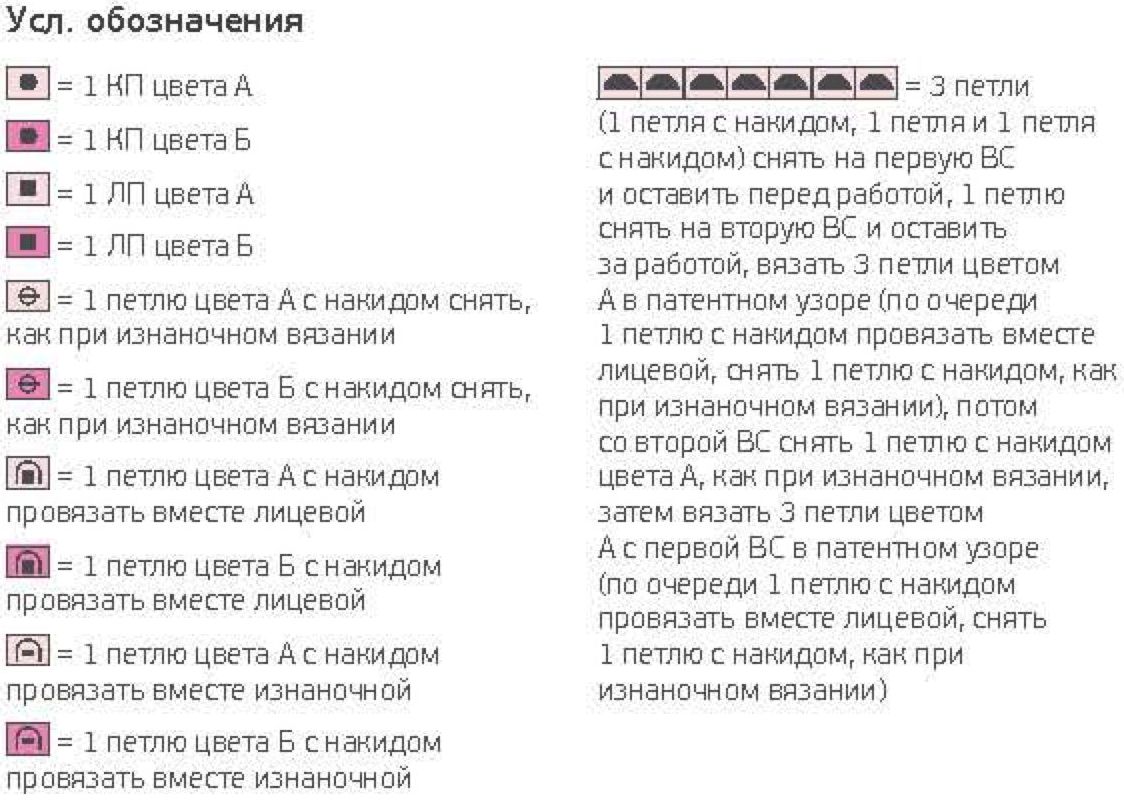 Усл. обозначения
= 1 КП цвета А
= 1 КП цвета Б
= 1 ЛП цвета А
= 1 ЛП цвета Б
= 1 петлю цвета А с накидом снять,
как при изнаночном вязании
= 1 петлю цвета Б с накидом снять,
как при изнаночном вязании
= 1 петлю цвета А с накидом
провязать вместе лицевой
= 1 петлю цвета Б с накидом
провязать вместе лицевой
= 1 петлю цвета А с накидом
провязать вместе изнаночной
= 1 петлю цвета Б с накидом
провязать вместе изнаночной
= 3 петли
(1 петля с накидом, 1 петля и 1 петля
с накидом) снять на первую ВС
и оставить перед работой, 1 петлю
снять на вторую ВС и оставить
за работой, вязать 3 петли цветом
А в патентном узоре (по очереди
1 петлю с накидом провязать вместе
лицевой, снять 1 петлю с накидом, как
при изнаночном вязании), потом
со второй ВС снять 1 петлю с накидом
цвета А, как при изнаночном вязании,
затем вязать 3 петли цветом
А с первой ВС в патентном узоре
(по очереди 1 петлю с накидом
провязать вместе лицевой, снять
1 петлю с накидом, как при
изнаночном вязании)